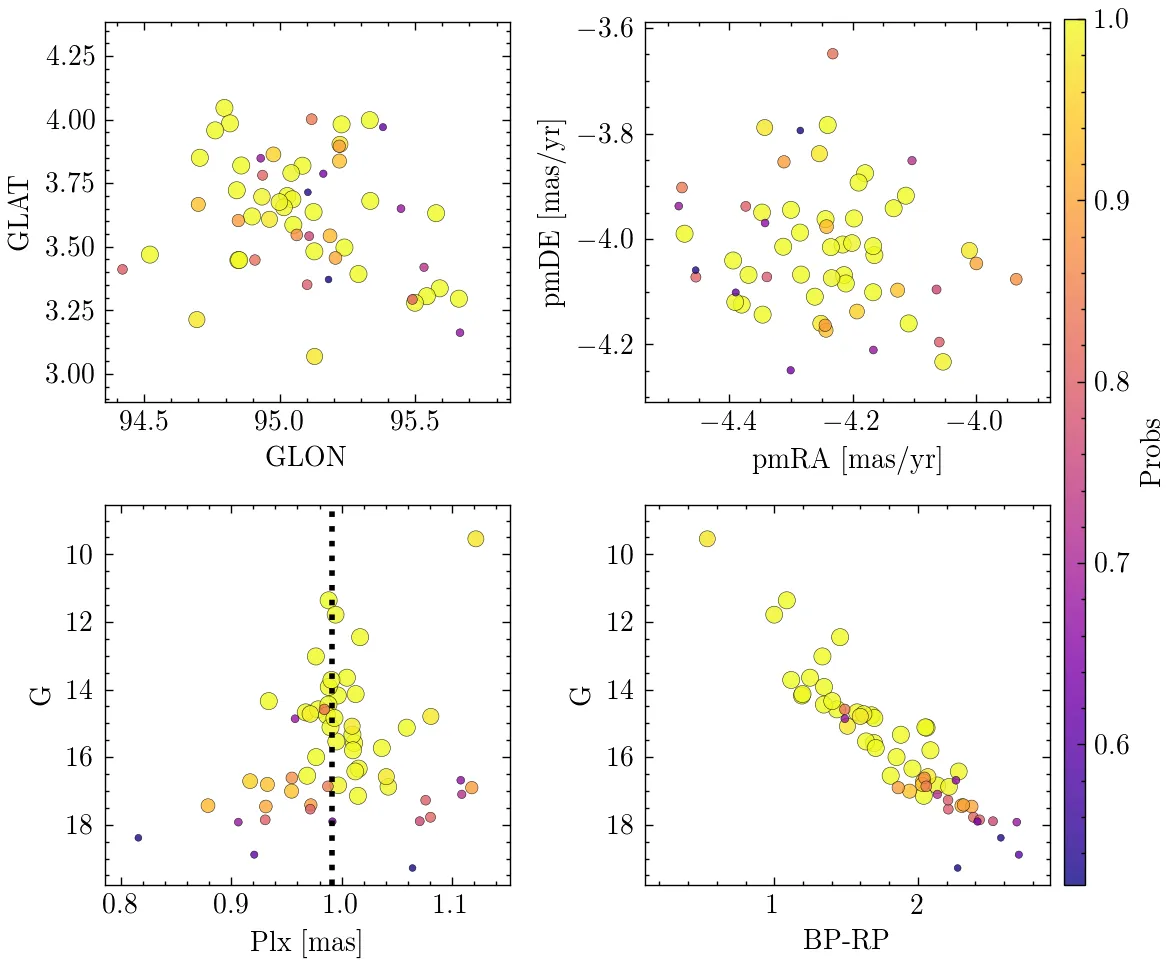 4.25
4.00
3.75
3.50
3.25
3.00
GLAT
94.5 95.0 95.5
GLON
−3.6
−3.8
−4.0
−4.2
pmDE [mas/yr]
−4.4 −4.2 −4.0
pmRA [mas/yr]
10
12
14
16
18
G
0.8 0.9 1.0 1.1
Plx [mas]
10
12
14
16
18
G
1 2
BP-RP
1.0
0.9
0.8
0.7
0.6
Probs